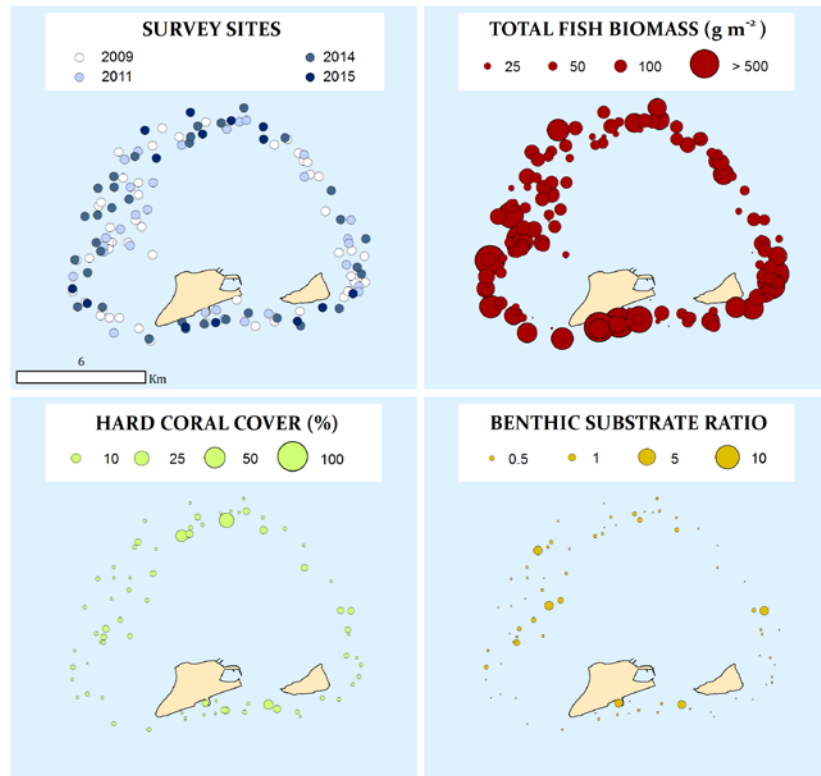 SURVEY SITES
2009 2014
2011 2015
6
Km
TOTAL FISH BIOMASS (g m⁻²)
25 50 100 > 500
HARD CORAL COVER (%)
10 25 50 100
BENTHIC SUBSTRATE RATIO
0.5 1 5 10